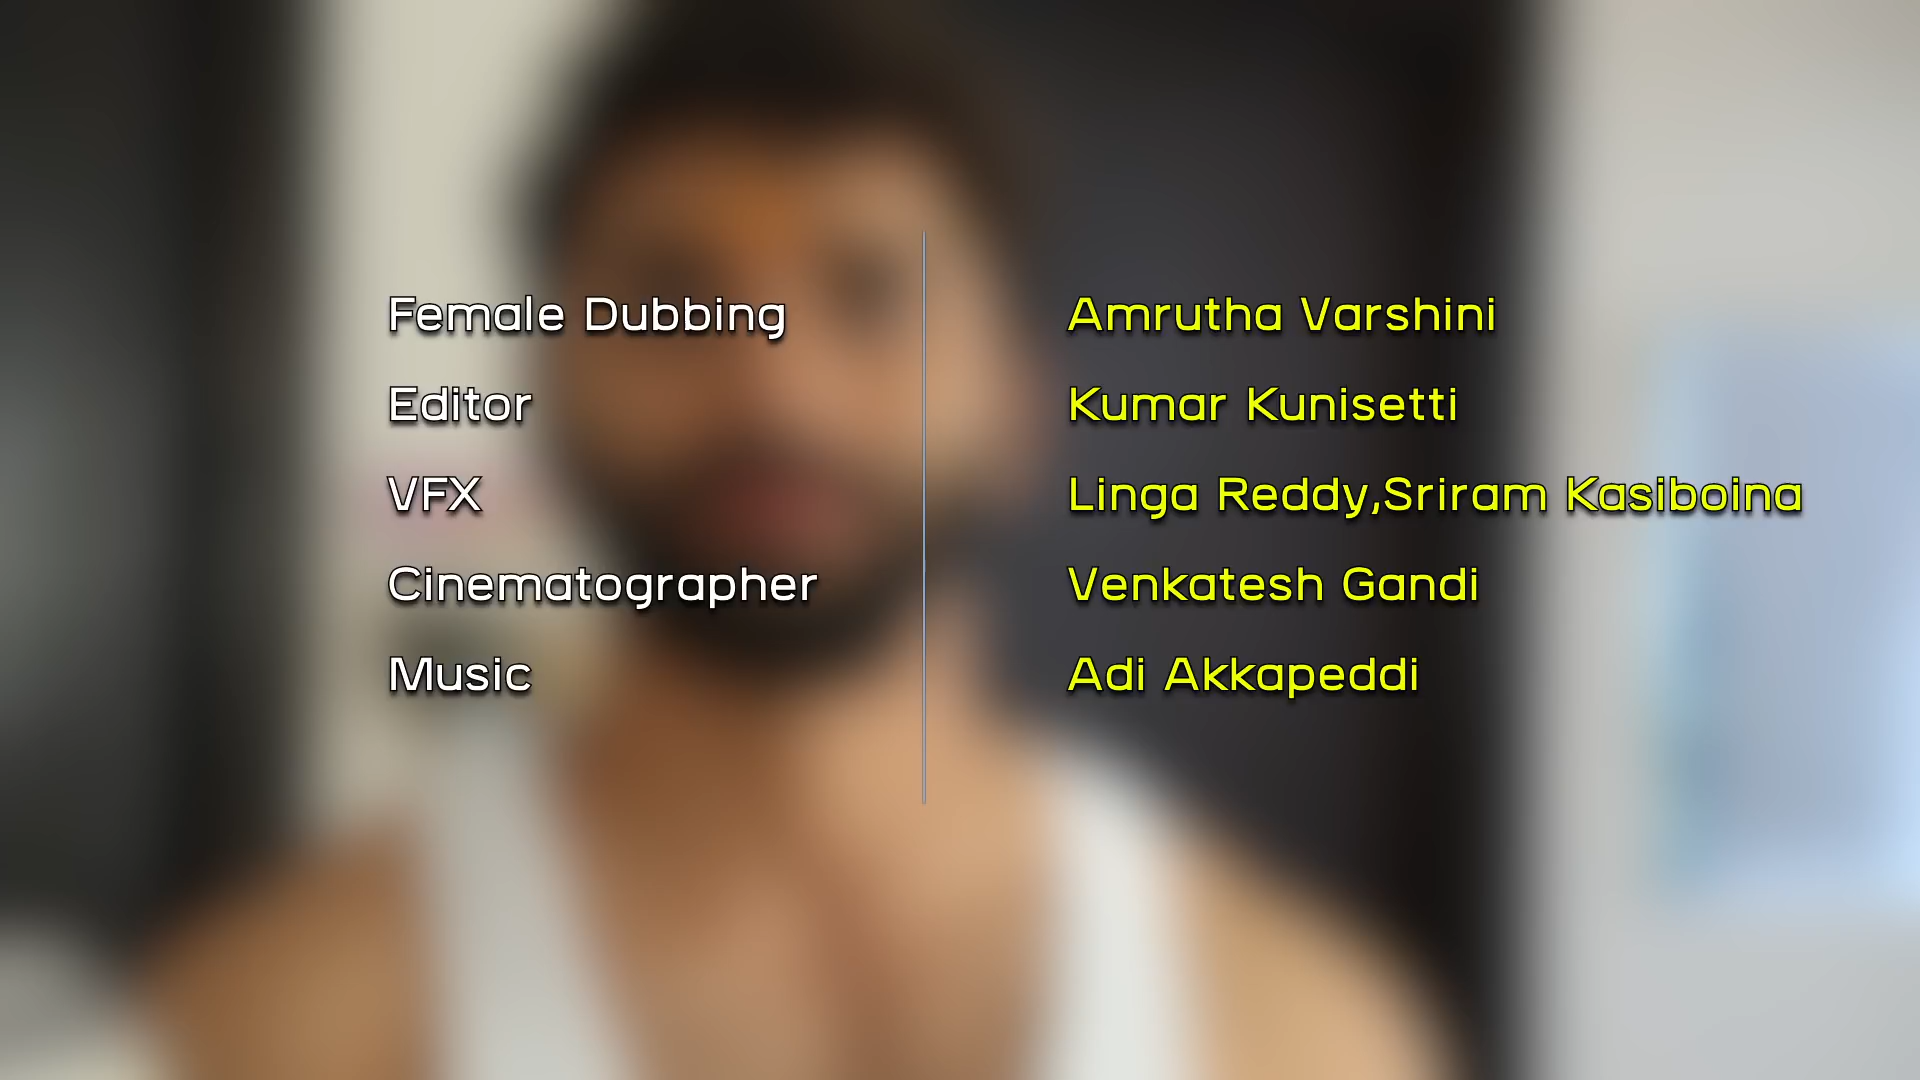 Female Dubbing Amrutha Varshini
Editor Kumar Kunisetti
VFX Linga Reddy,Sriram Kasiboina
Cinematographer Venkatesh Gandi
Music Adi Akkapeddi